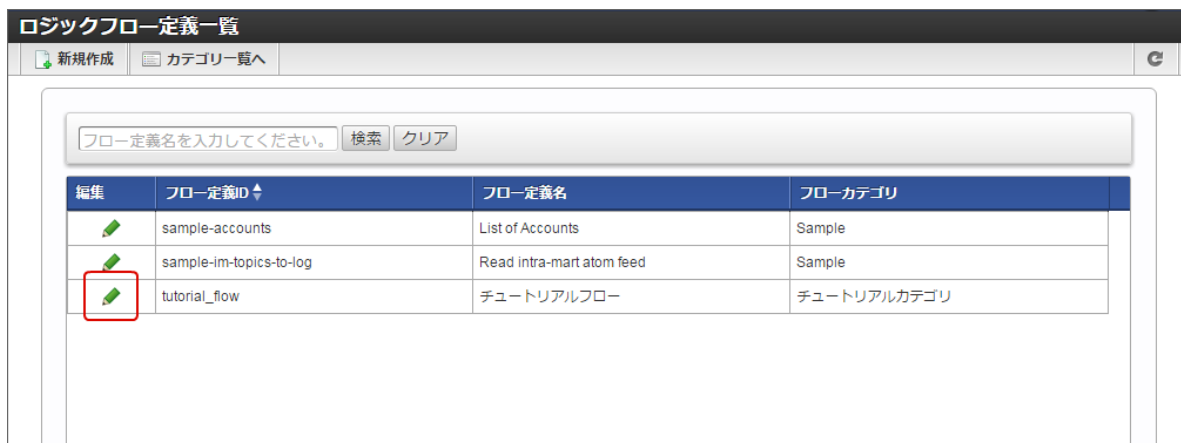 ロジックフロー定義一覧
新規作成 カテゴリ一覧へ
フロー定義名を入力してください。 検索 クリア
編集 フロー定義ID フロー定義名 フローカテゴリ
sample-accounts List of Accounts Sample
sample-im-topics-to-log Read intra-mart atom feed Sample
tutorial_flow チュートリアルフロー チュートリアルカテゴリ